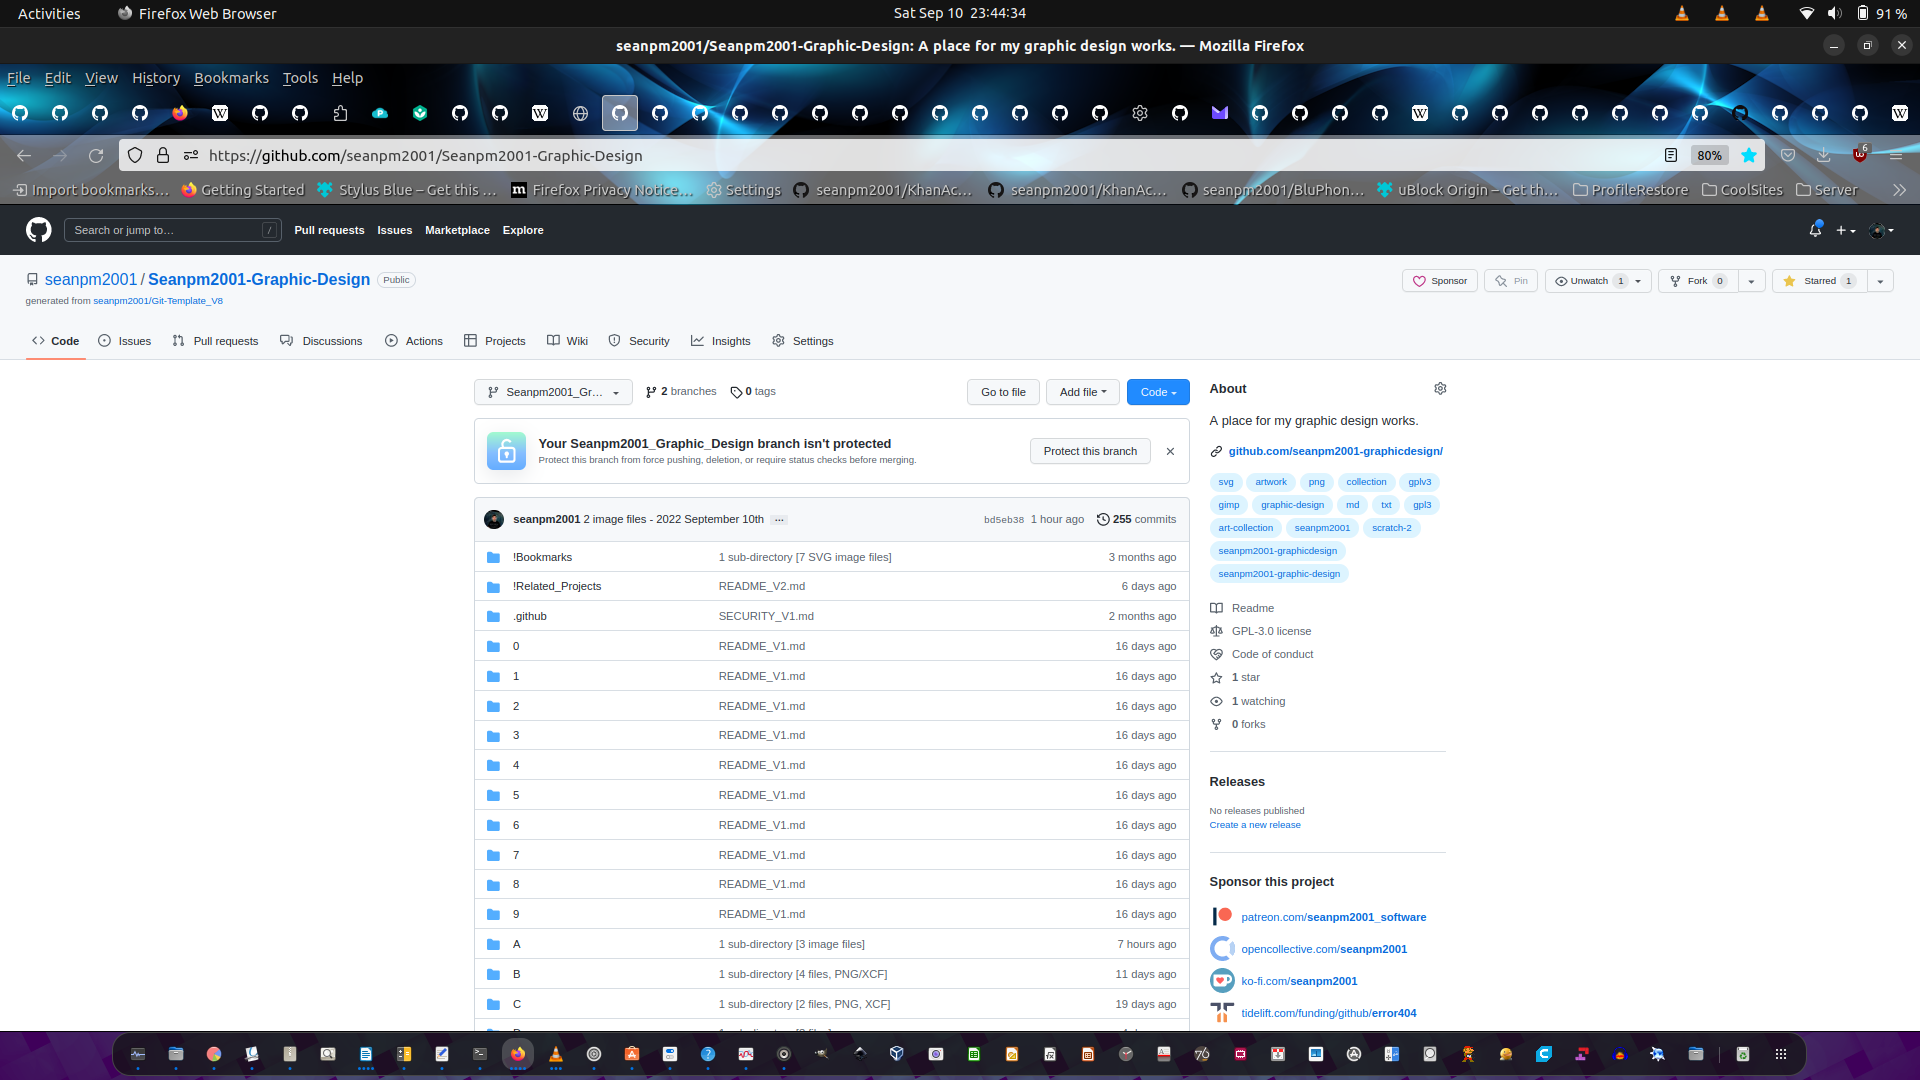 Activities Firefox Web Browser Sat Sep 10 23:44:34 91 %
seanpm2001/Seanpm2001-Graphic-Design: A place for my graphic design works. — Mozilla Firefox
File Edit View History Bookmarks Tools Help
https://github.com/seanpm2001/Seanpm2001-Graphic-Design 80% 6
Import bookmarks… Getting Started Stylus Blue – Get this … Firefox Privacy Notice… Settings seanpm2001/KhanAc… seanpm2001/KhanAc… seanpm2001/BluPhon… uBlock Origin – Get th… ProfileRestore CoolSites Server
Search or jump to… / Pull requests Issues Marketplace Explore
seanpm2001 / Seanpm2001-Graphic-Design Public
Sponsor Pin Unwatch 1 Fork 0 Starred 1
generated from seanpm2001/Git-Template_V8
Code Issues Pull requests Discussions Actions Projects Wiki Security Insights Settings
Seanpm2001_Gr… 2 branches 0 tags Go to file Add file Code
Your Seanpm2001_Graphic_Design branch isn't protected
Protect this branch from force pushing, deletion, or require status checks before merging.
Protect this branch
seanpm2001 2 image files - 2022 September 10th … bd5eb38 1 hour ago 255 commits
!Bookmarks 1 sub-directory [7 SVG image files] 3 months ago
!Related_Projects README_V2.md 6 days ago
.github SECURITY_V1.md 2 months ago
0 README_V1.md 16 days ago
1 README_V1.md 16 days ago
2 README_V1.md 16 days ago
3 README_V1.md 16 days ago
4 README_V1.md 16 days ago
5 README_V1.md 16 days ago
6 README_V1.md 16 days ago
7 README_V1.md 16 days ago
8 README_V1.md 16 days ago
9 README_V1.md 16 days ago
A 1 sub-directory [3 image files] 7 hours ago
B 1 sub-directory [4 files, PNG/XCF] 11 days ago
C 1 sub-directory [2 files, PNG, XCF] 19 days ago
About
A place for my graphic design works.
github.com/seanpm2001-graphicdesign/
svg artwork png collection gplv3
gimp graphic-design md txt gpl3
art-collection seanpm2001 scratch-2
seanpm2001-graphicdesign
seanpm2001-graphic-design
Readme
GPL-3.0 license
Code of conduct
1 star
1 watching
0 forks
Releases
No releases published
Create a new release
Sponsor this project
patreon.com/seanpm2001_software
opencollective.com/seanpm2001
ko-fi.com/seanpm2001
tidelift.com/funding/github/error404